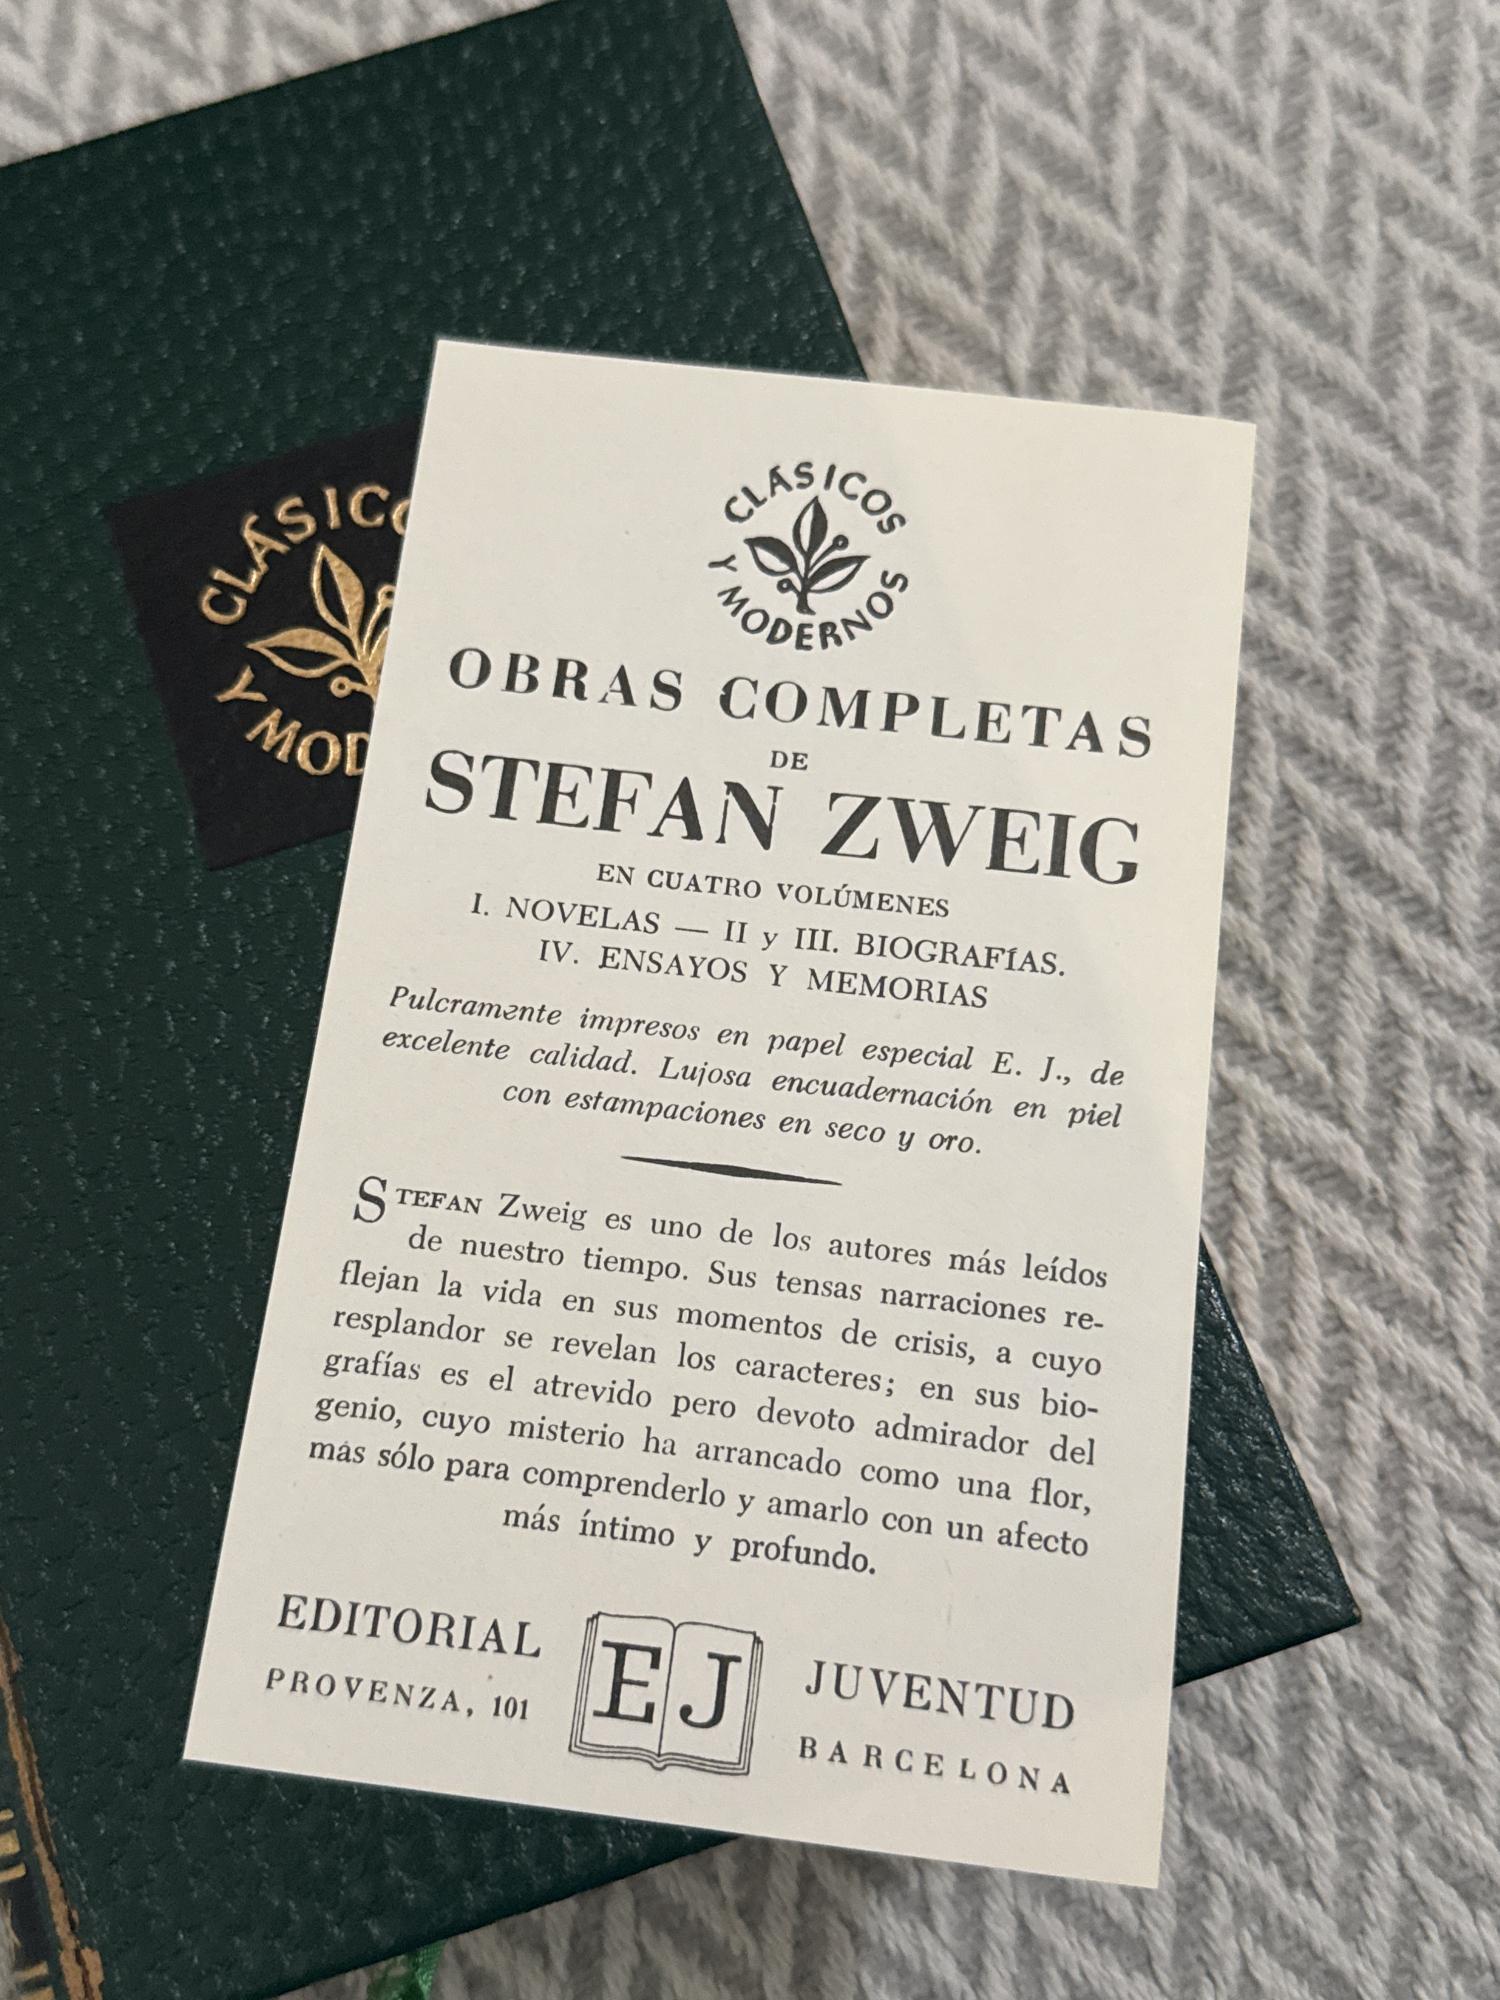 CLÁSICOS
Y MODERNOS
OBRAS COMPLETAS
DE
STEFAN ZWEIG
EN CUATRO VOLÚMENES
I. NOVELAS — II y III. BIOGRAFÍAS.
IV. ENSAYOS Y MEMORIAS
Pulcramente impresos en papel especial E. J., de
excelente calidad. Lujosa encuadernación en piel
con estampaciones en seco y oro.
STEFAN Zweig es uno de los autores más leídos
de nuestro tiempo. Sus tensas narraciones re-
flejan la vida en sus momentos de crisis, a cuyo
resplandor se revelan los caracteres; en sus bio-
grafías es el atrevido pero devoto admirador del
genio, cuyo misterio ha arrancado como una flor,
más sólo para comprenderlo y amarlo con un afecto
más íntimo y profundo.
EDITORIAL EJ JUVENTUD
PROVENZA, 101 BARCELONA